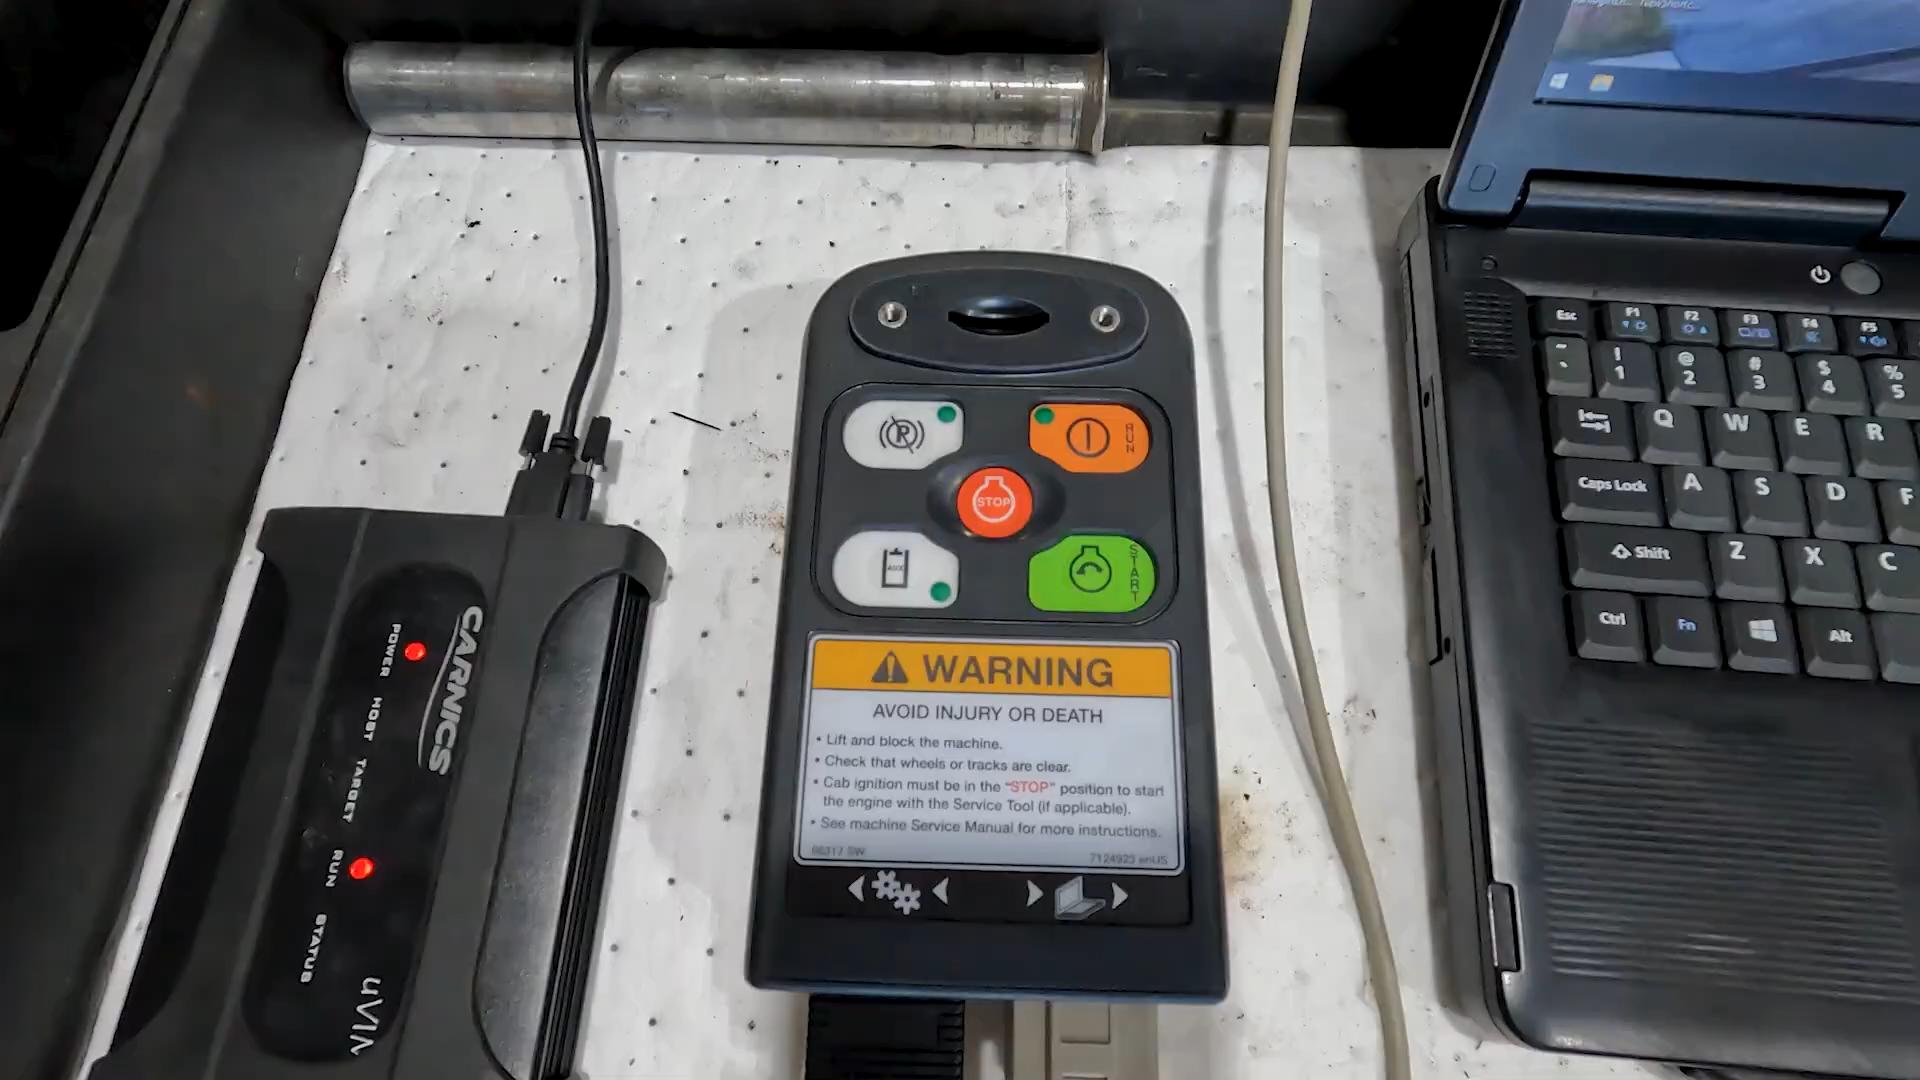 RUN
STOP
AUX
START
WARNING
AVOID INJURY OR DEATH
• Lift and block the machine.
• Check that wheels or tracks are clear.
• Cab ignition must be in the "STOP" position to start
the engine with the Service Tool (if applicable).
• See machine Service Manual for more instructions.
7124923 enUS
CARNICS
POWER HOST TARGET RUN STATUS
uVIN
Esc F1 F2 F3 F4 F5
~ ! @ # $ %
` 1 2 3 4 5
Q W E R
Caps Lock A S D F
Shift Z X C
Ctrl Fn Alt